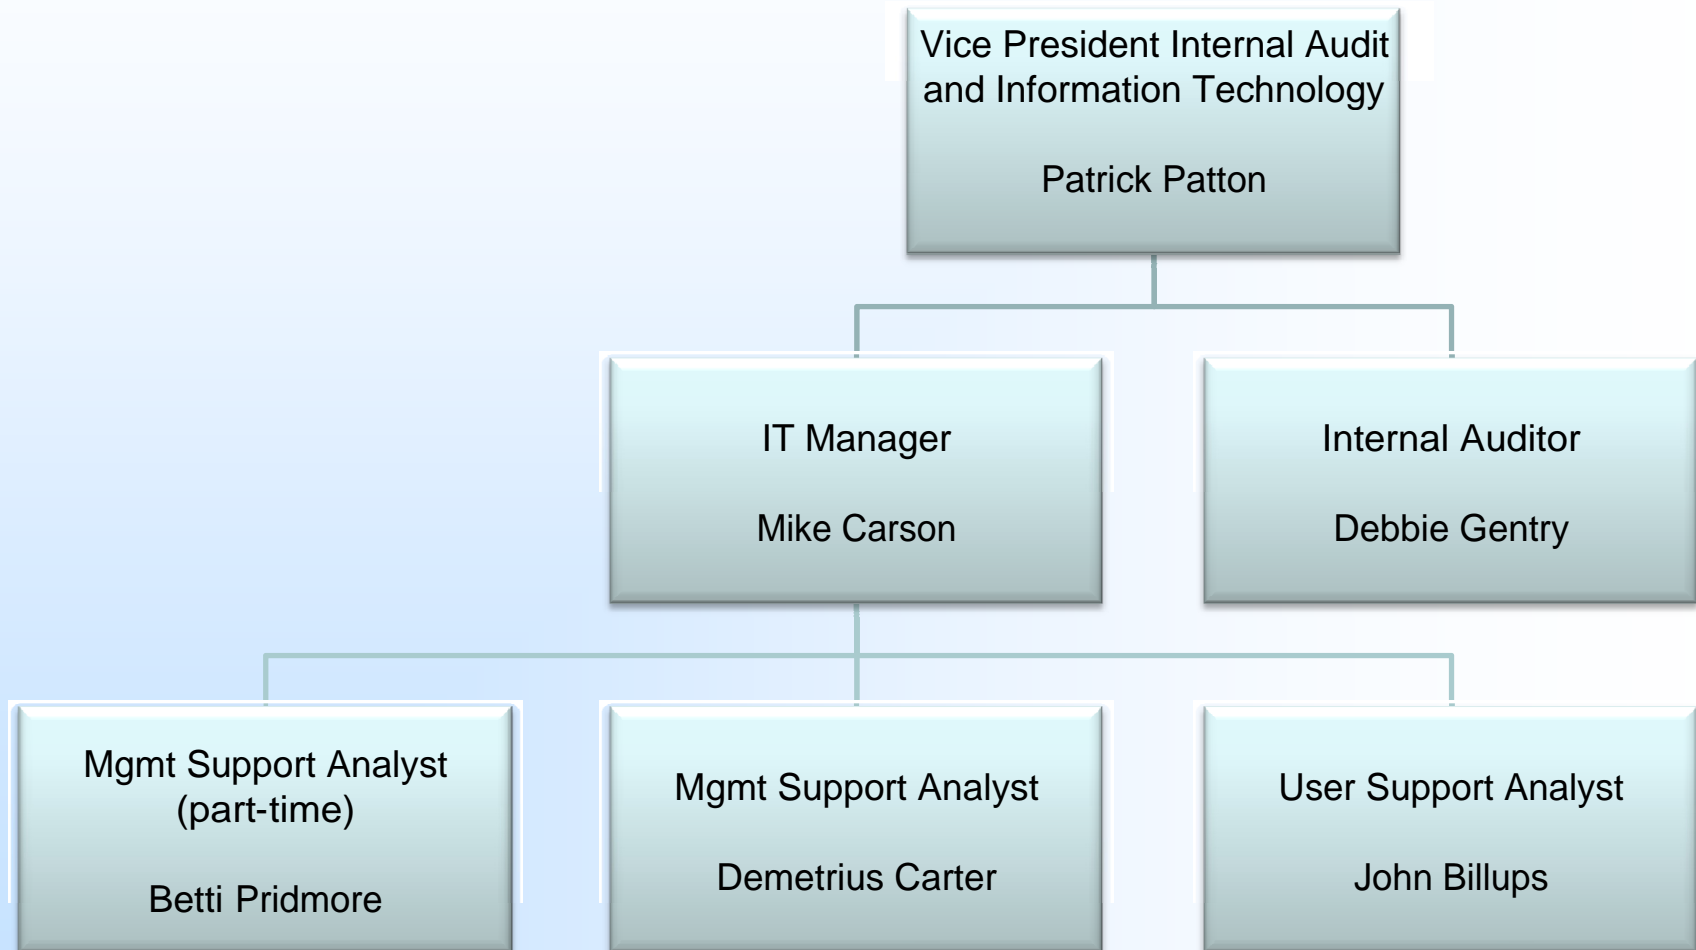 Vice President Internal Audit
and Information Technology
Patrick Patton
IT Manager
Mike Carson
Internal Auditor
Debbie Gentry
Mgmt Support Analyst
(part-time)
Betti Pridmore
Mgmt Support Analyst
Demetrius Carter
User Support Analyst
John Billups